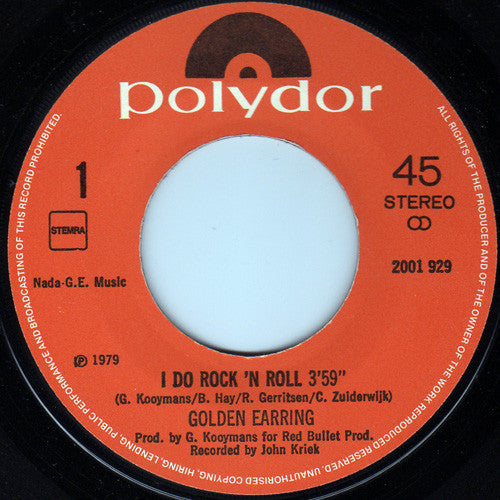 polydor
1
45
STEREO
STEMRA
2001 929
Nada-G.E. Music
℗ 1979
I DO ROCK 'N ROLL 3'59"
(G. Kooymans/B. Hay/R. Gerritsen/C. Zuiderwijk)
GOLDEN EARRING
Prod. by G. Kooymans for Red Bullet Prod.
Recorded by John Kriek
ALL RIGHTS OF THE PRODUCER AND OF THE OWNER OF THE WORK REPRODUCED RESERVED. UNAUTHORISED COPYING, HIRING, LENDING, PUBLIC PERFORMANCE AND BROADCASTING OF THIS RECORD PROHIBITED.